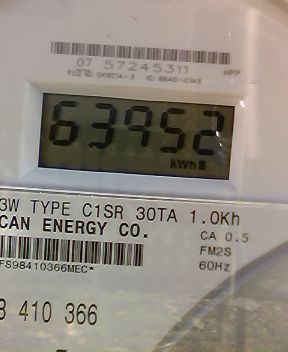 07 57245311
63952
kWh
3W TYPE C1SR 30TA 1.0Kh
CAN ENERGY CO.
CA 0.5
FM2S
60Hz
FS98410366MEC*
410 366